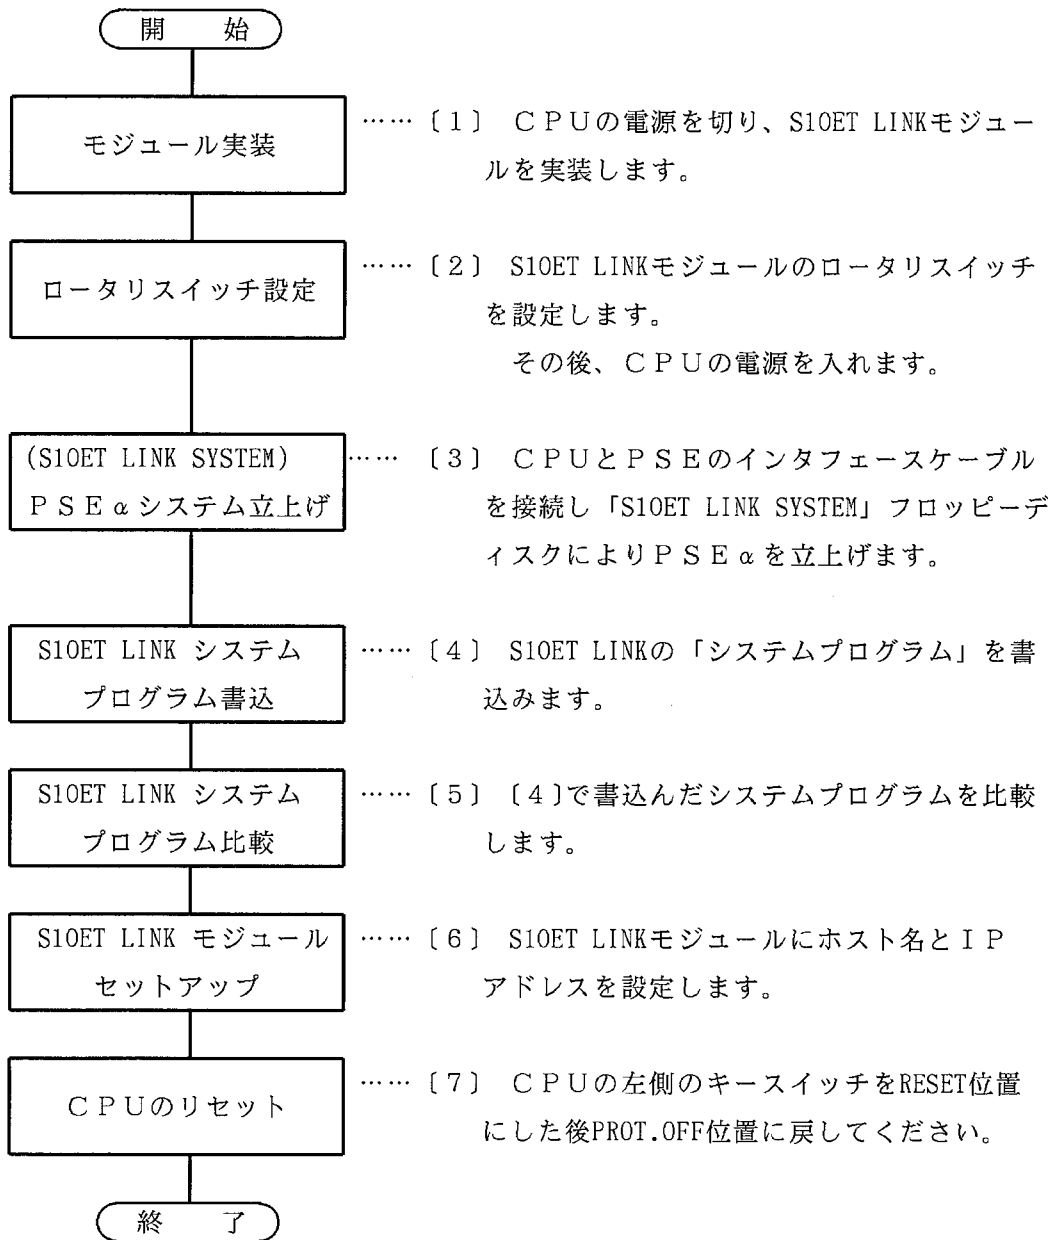 開　　始
モジュール実装
……〔１〕　ＣＰＵの電源を切り、S10ET LINKモジュー
ルを実装します。
ロータリスイッチ設定
……〔２〕　S10ET LINKモジュールのロータリスイッチ
を設定します。
その後、ＣＰＵの電源を入れます。
(S10ET LINK SYSTEM)
ＰＳＥαシステム立上げ
……　〔３〕　ＣＰＵとＰＳＥのインタフェースケーブル
を接続し「S10ET LINK SYSTEM」フロッピーデ
ィスクによりＰＳＥαを立上げます。
S10ET LINK システム
プログラム書込
……〔４〕　S10ET LINKの「システムプログラム」を書
込みます。
S10ET LINK システム
プログラム比較
……〔５〕　〔４〕で書込んだシステムプログラムを比較
します。
S10ET LINK モジュール
セットアップ
……〔６〕　S10ET LINKモジュールにホスト名とＩＰ
アドレスを設定します。
ＣＰＵのリセット
……〔７〕　ＣＰＵの左側のキースイッチをRESET位置
にした後PROT.OFF位置に戻してください。
終　　了